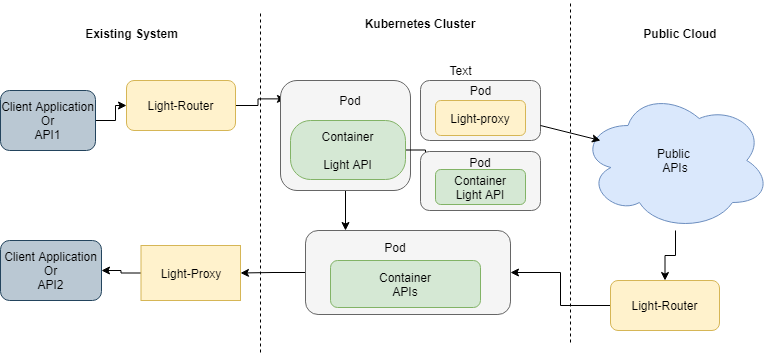 Existing System
Kubernetes Cluster
Public Cloud
Client Application
Or
API1
Light-Router
Pod
Container
Light API
Text
Pod
Light-proxy
Pod
Container
Light API
Public
APIs
Client Application
Or
API2
Light-Proxy
Pod
Container
APIs
Light-Router